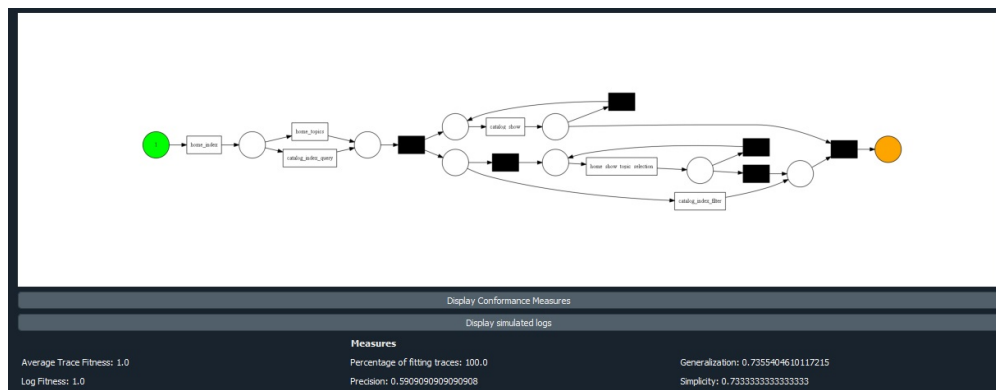 1
home_index
home_topics
catalog_index_query
catalog_show
home_show_topic_selection
catalog_index_filter
Display Conformance Measures
Display simulated logs
Measures
Average Trace Fitness: 1.0 Percentage of fitting traces: 100.0 Generalization: 0.7355404610117215
Log Fitness: 1.0 Precision: 0.5909090909090908 Simplicity: 0.7333333333333333